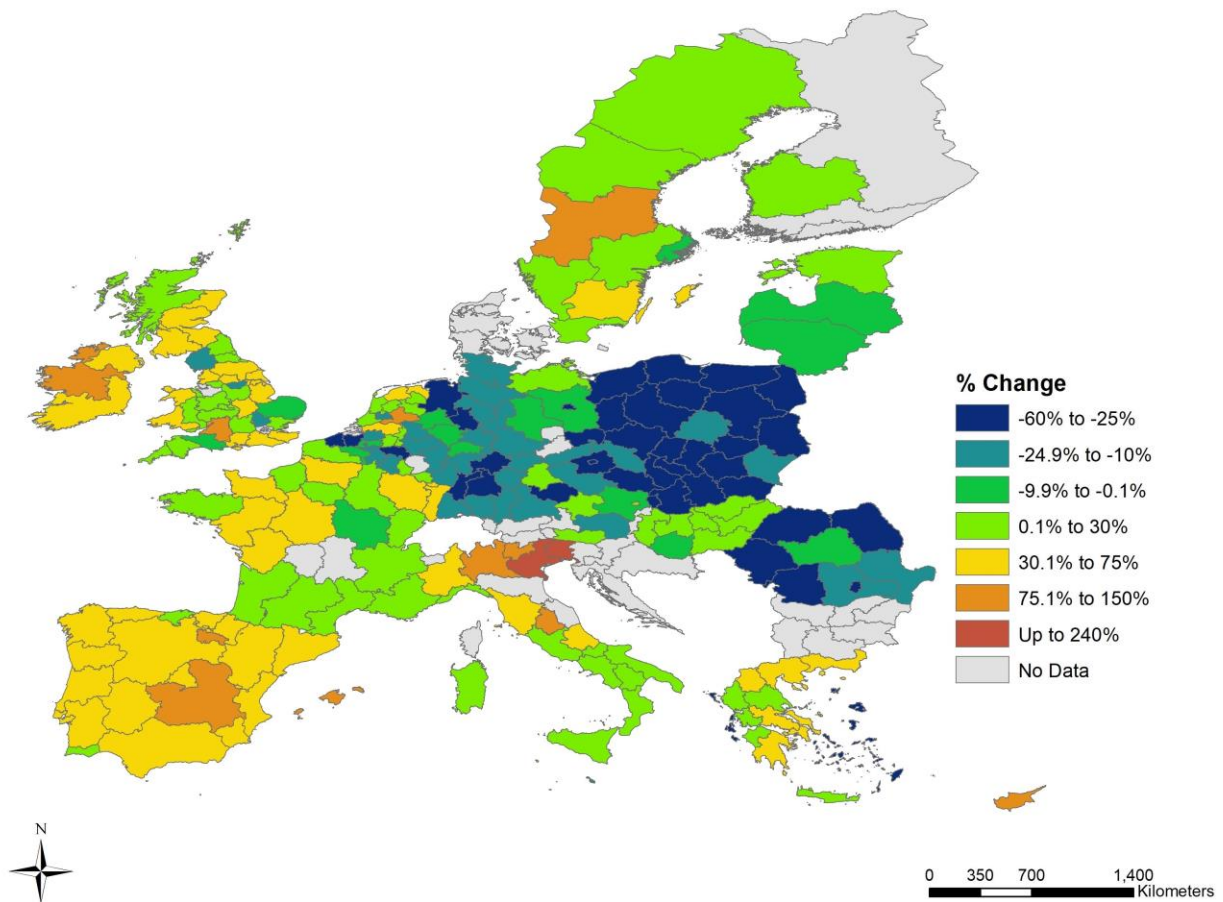 % Change
-60% to -25%
-24.9% to -10%
-9.9% to -0.1%
0.1% to 30%
30.1% to 75%
75.1% to 150%
Up to 240%
No Data
N
0 350 700 1,400
Kilometers